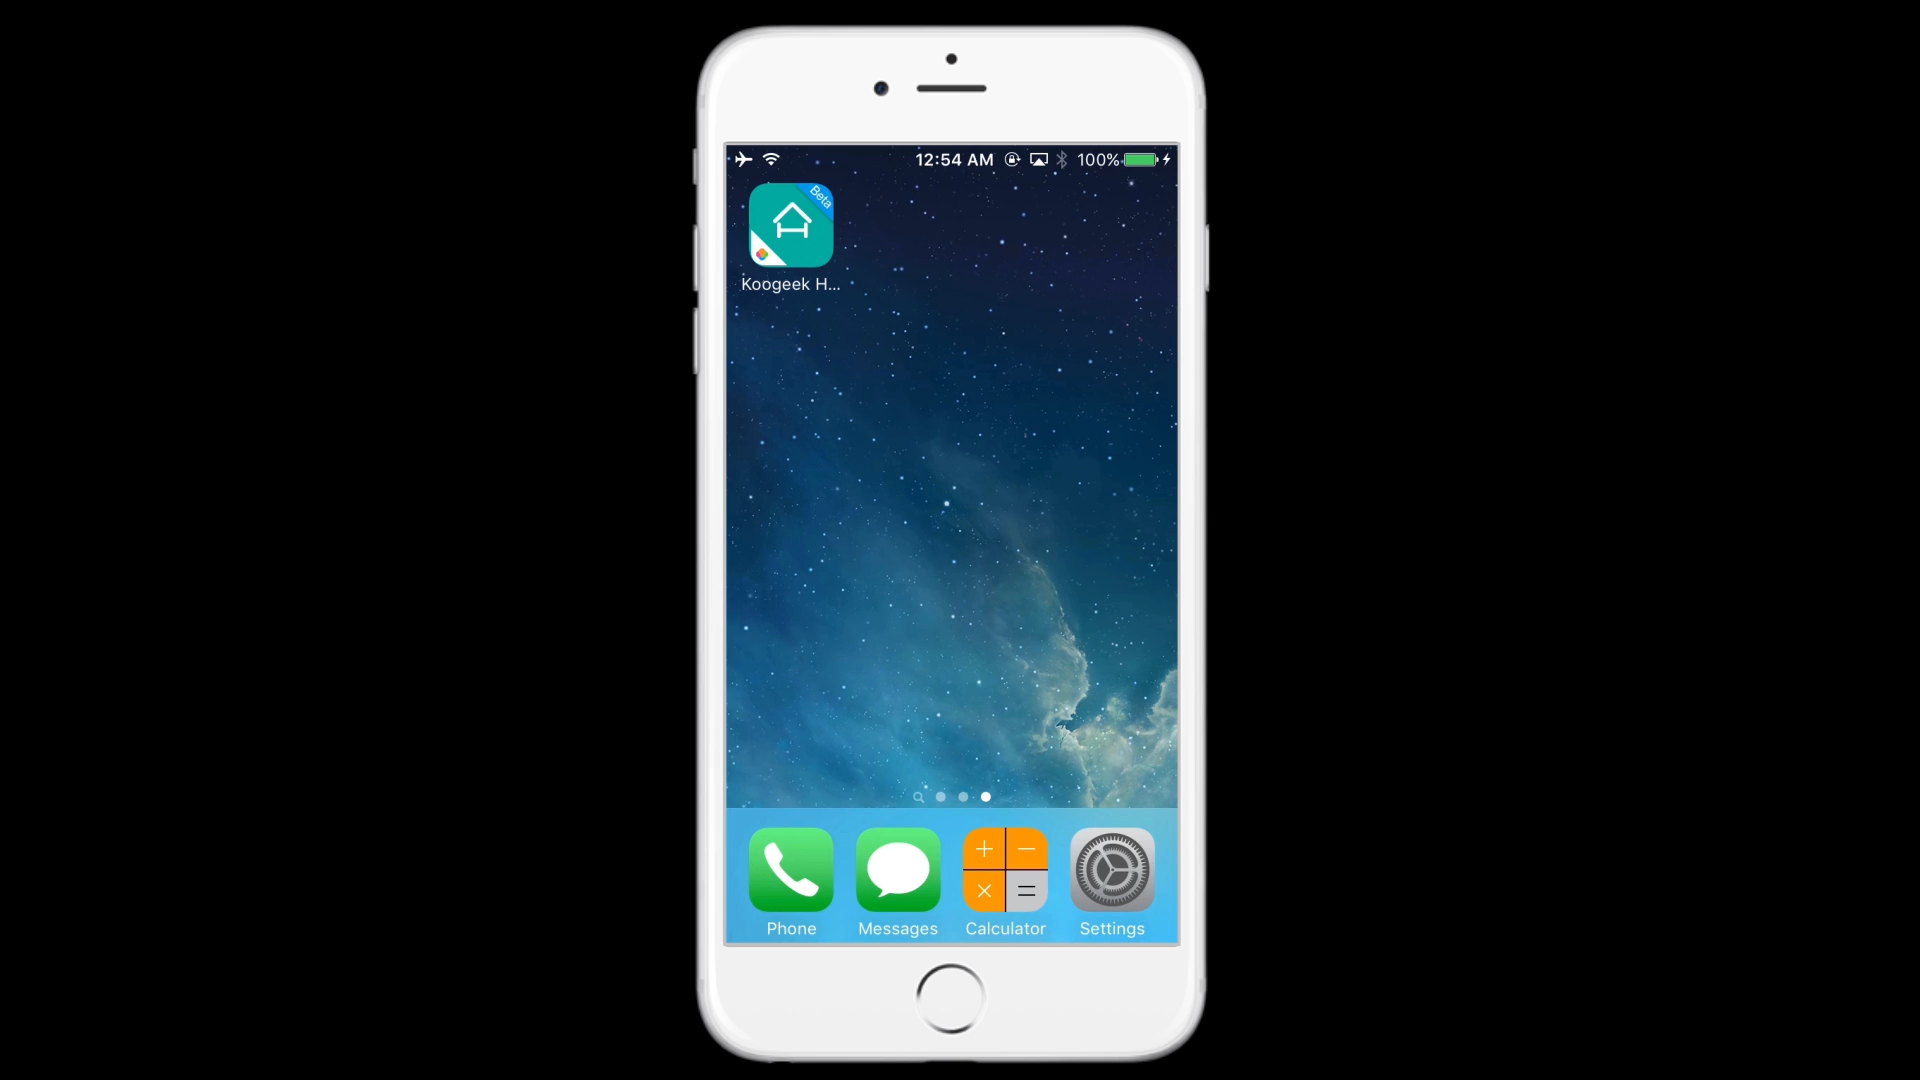 12:54 AM 100%
Beta
Koogeek H...
Phone Messages Calculator Settings